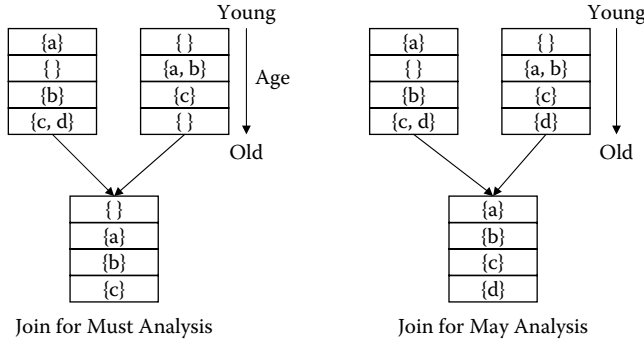 Young
{a}
{ }
{b}
{c, d}
{ }
{a, b}
{c}
{ }
Age
Old
{ }
{a}
{b}
{c}
Join for Must Analysis
Young
{a}
{ }
{b}
{c, d}
{ }
{a, b}
{c}
{d}
Old
{a}
{b}
{c}
{d}
Join for May Analysis